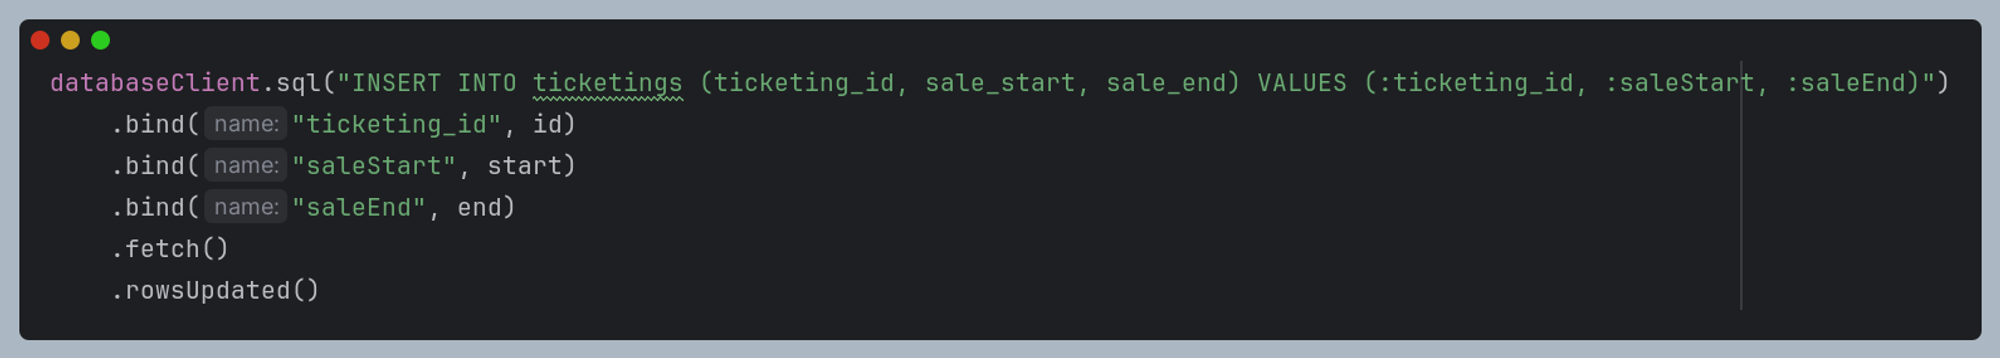 databaseClient.sql("INSERT INTO ticketings (ticketing_id, sale_start, sale_end) VALUES (:ticketing_id, :saleStart, :saleEnd)")
.bind( name: "ticketing_id", id)
.bind( name: "saleStart", start)
.bind( name: "saleEnd", end)
.fetch()
.rowsUpdated()